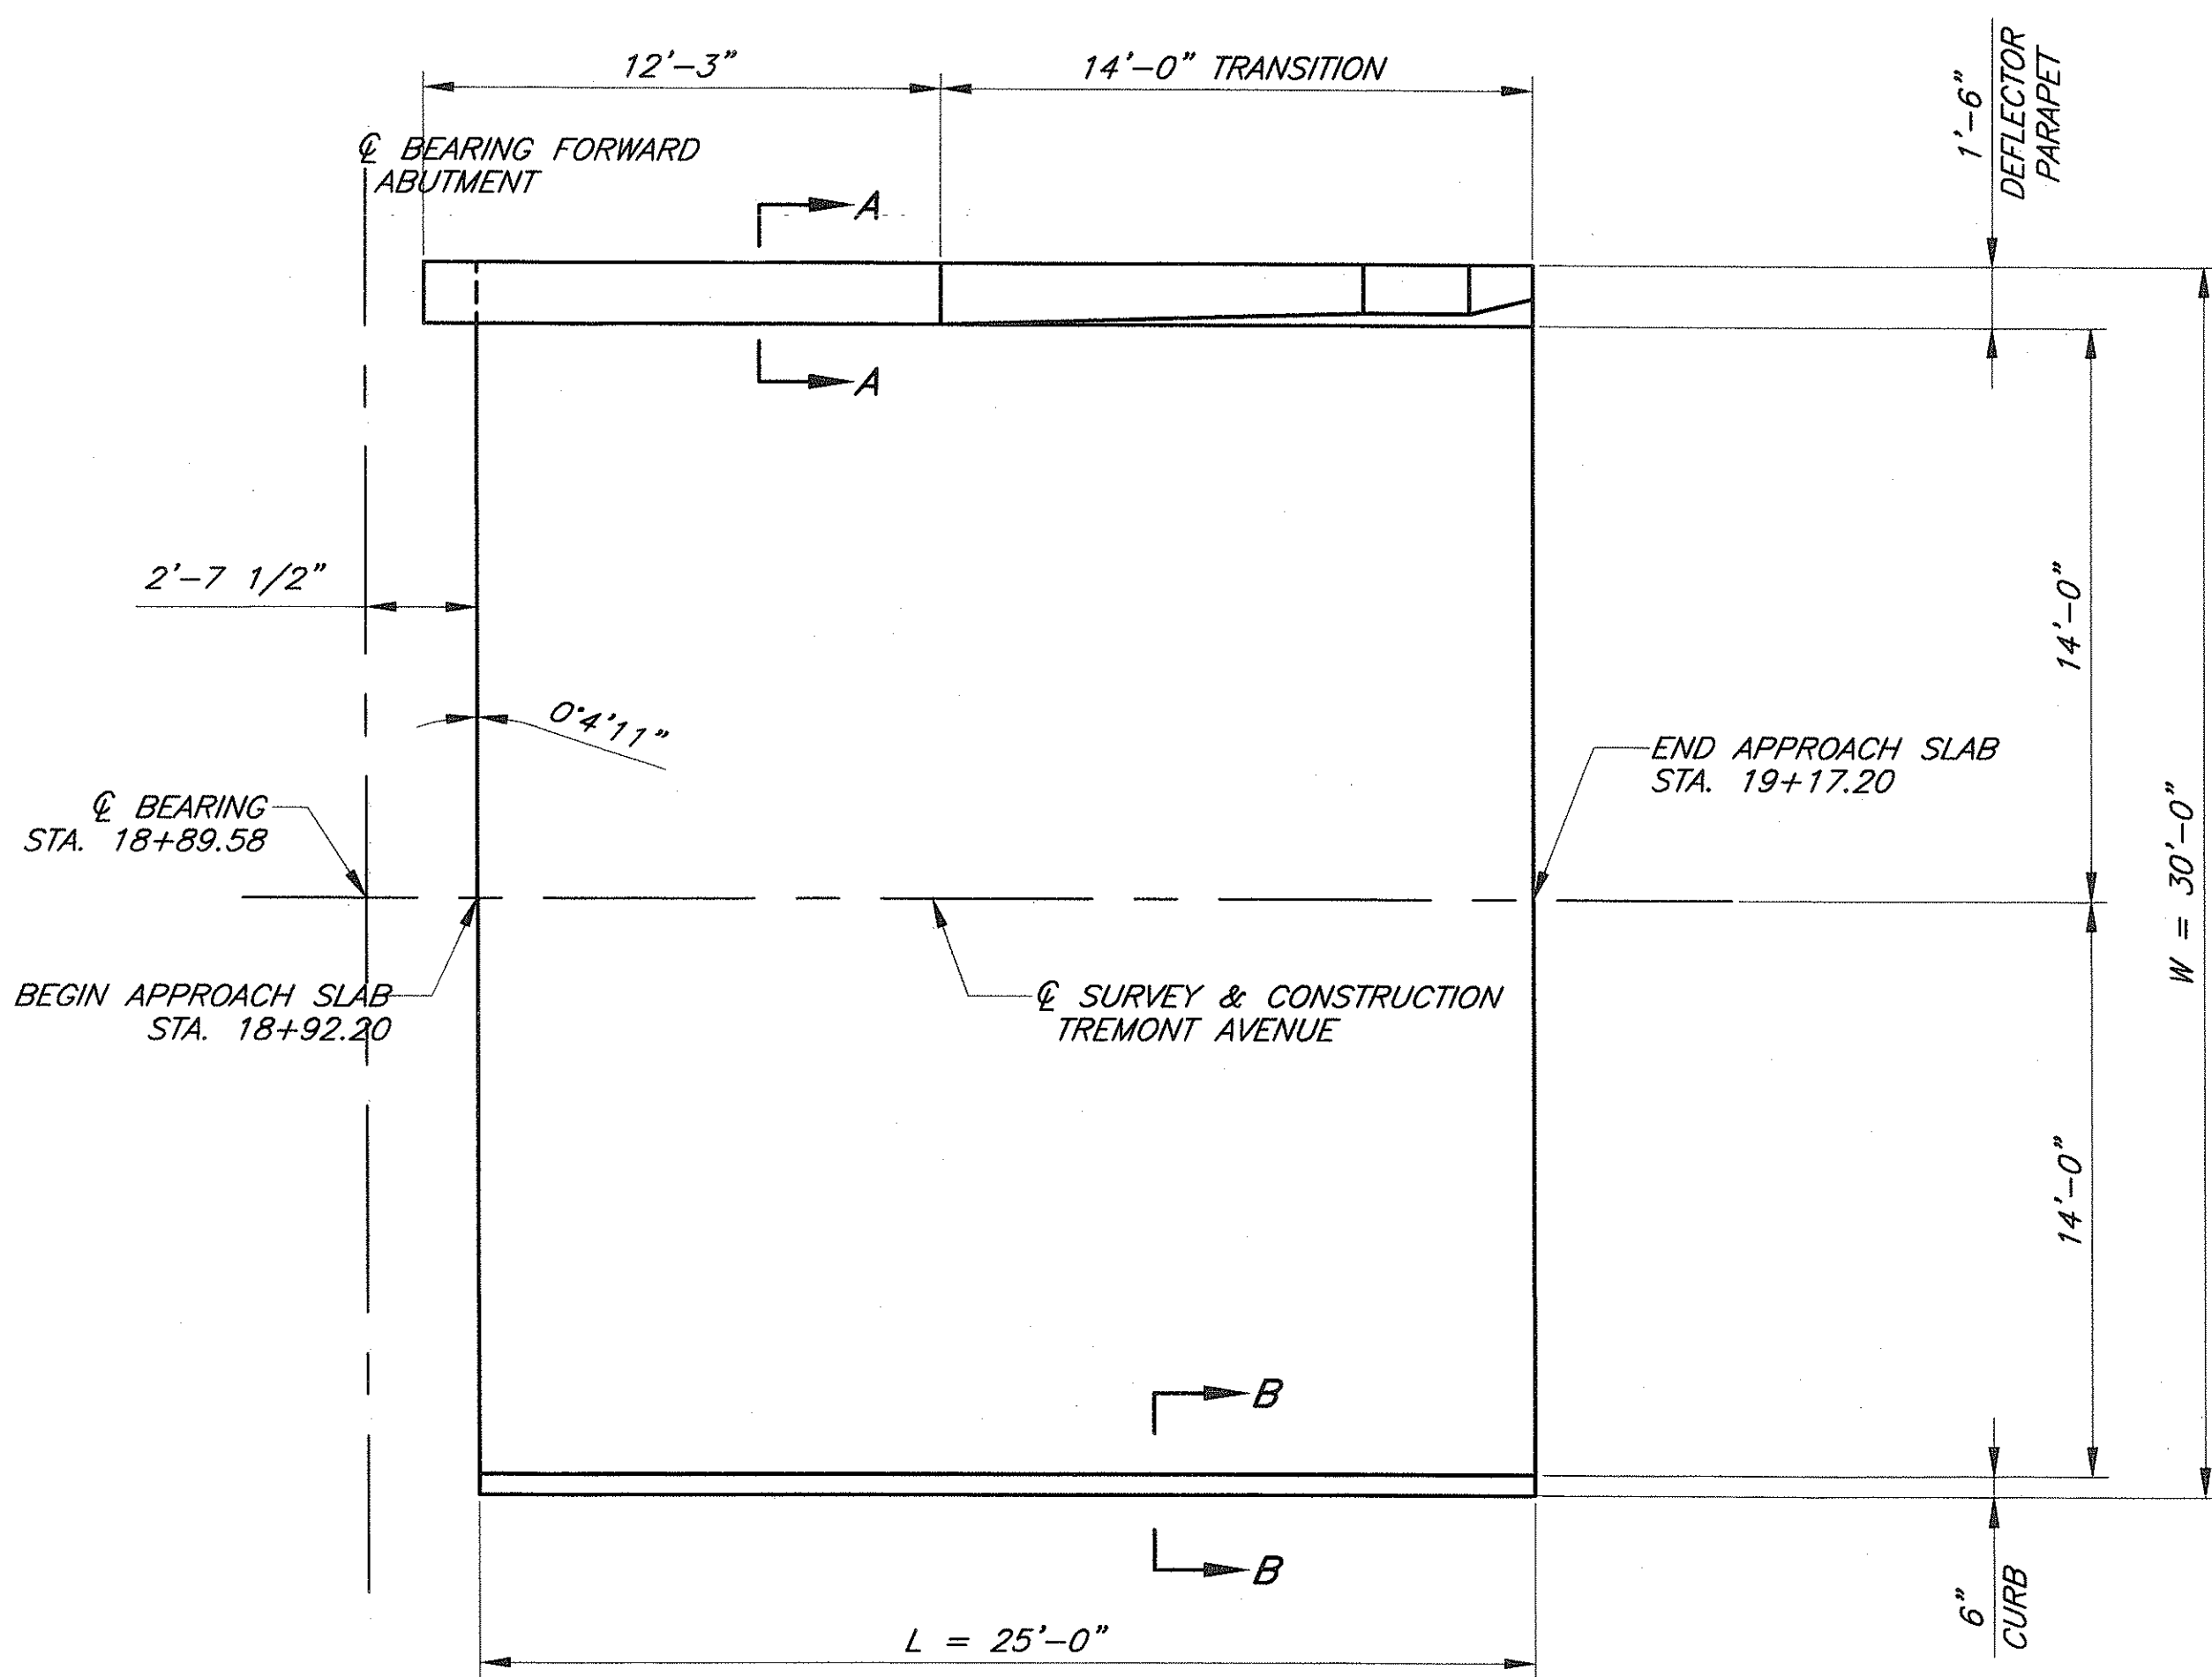 12'-3"
14'-0" TRANSITION
1'-6"
DEFLECTOR
PARAPET
℄ BEARING FORWARD
ABUTMENT
A
A
2'-7 1/2"
14'-0"
0°4'11"
END APPROACH SLAB
STA. 19+17.20
℄ BEARING
STA. 18+89.58
W = 30'-0"
BEGIN APPROACH SLAB
STA. 18+92.20
℄ SURVEY & CONSTRUCTION
TREMONT AVENUE
14'-0"
B
B
6"
CURB
L = 25'-0"